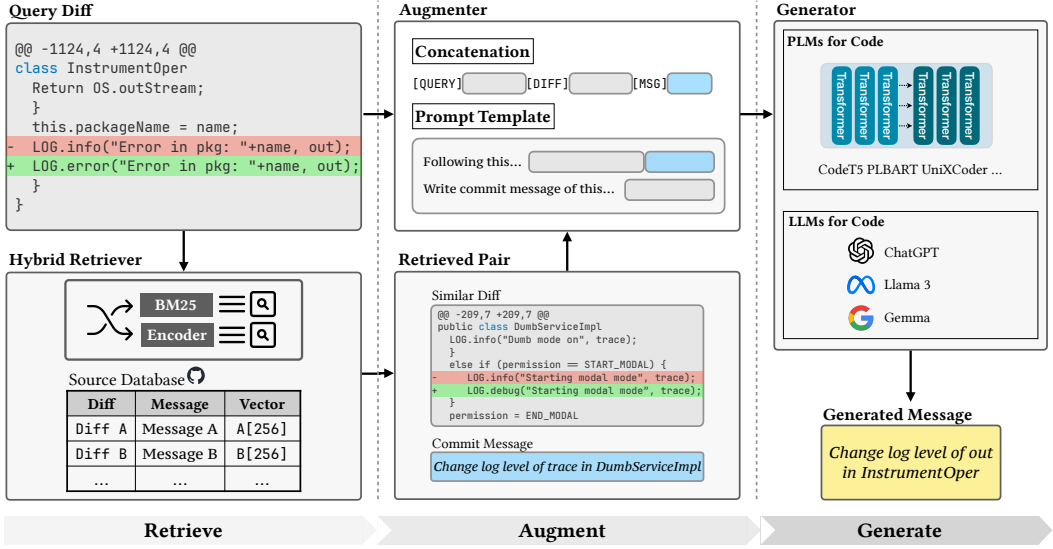 Query Diff
@@ -1124,4 +1124,4 @@
class InstrumentOper
Return OS.outStream;
}
this.packageName = name;
- LOG.info("Error in pkg: "+name, out);
+ LOG.error("Error in pkg: "+name, out);
}
}
Hybrid Retriever
BM25
Encoder
Source Database
Diff Message Vector
Diff A Message A A[256]
Diff B Message B B[256]
... ... ...
Retrieve
Augmenter
Concatenation
[QUERY] [DIFF] [MSG]
Prompt Template
Following this...
Write commit message of this...
Retrieved Pair
Similar Diff
@@ -209,7 +209,7 @@
public class DumbServiceImpl
LOG.info("Dumb mode on", trace);
}
else if (permission == START_MODAL) {
- LOG.info("Starting modal mode", trace);
+ LOG.debug("Starting modal mode", trace);
}
permission = END_MODAL
Commit Message
Change log level of trace in DumbServiceImpl
Augment
Generator
PLMs for Code
Transformer
Transformer
Transformer
Transformer
Transformer
Transformer
CodeT5 PLBART UniXCoder ...
LLMs for Code
ChatGPT
Llama 3
Gemma
Generated Message
Change log level of out
in InstrumentOper
Generate